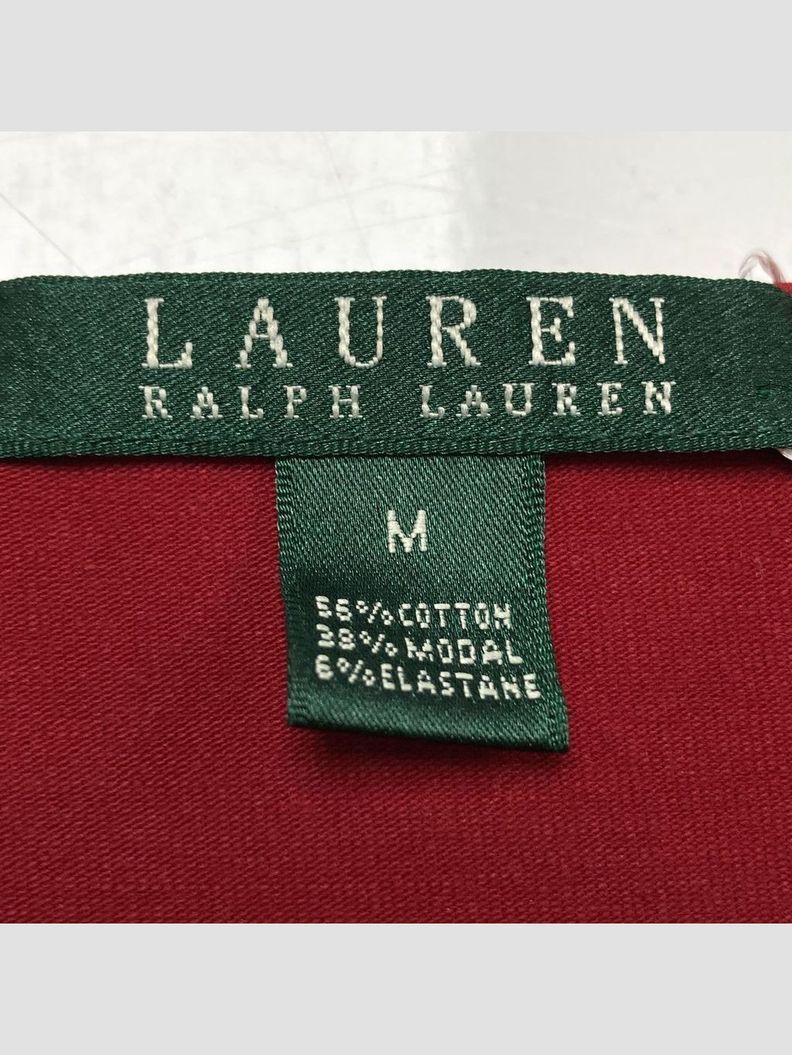 LAUREN
RALPH LAUREN
M
56%COTTON
38%MODAL
6%ELASTANE